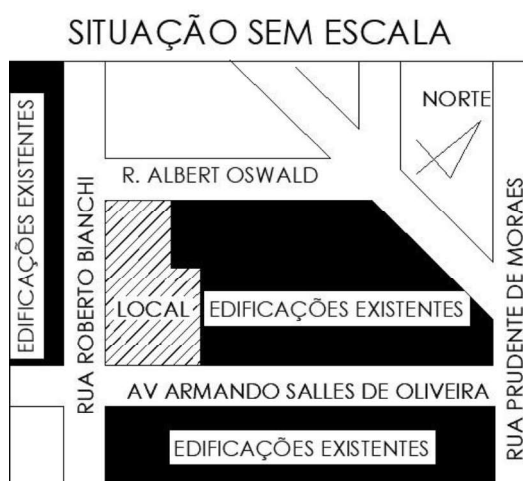 SITUAÇÃO SEM ESCALA
NORTE
EDIFICAÇÕES EXISTENTES
R. ALBERT OSWALD
RUA ROBERTO BIANCHI
LOCAL
EDIFICAÇÕES EXISTENTES
RUA PRUDENTE DE MORAES
AV ARMANDO SALLES DE OLIVEIRA
EDIFICAÇÕES EXISTENTES